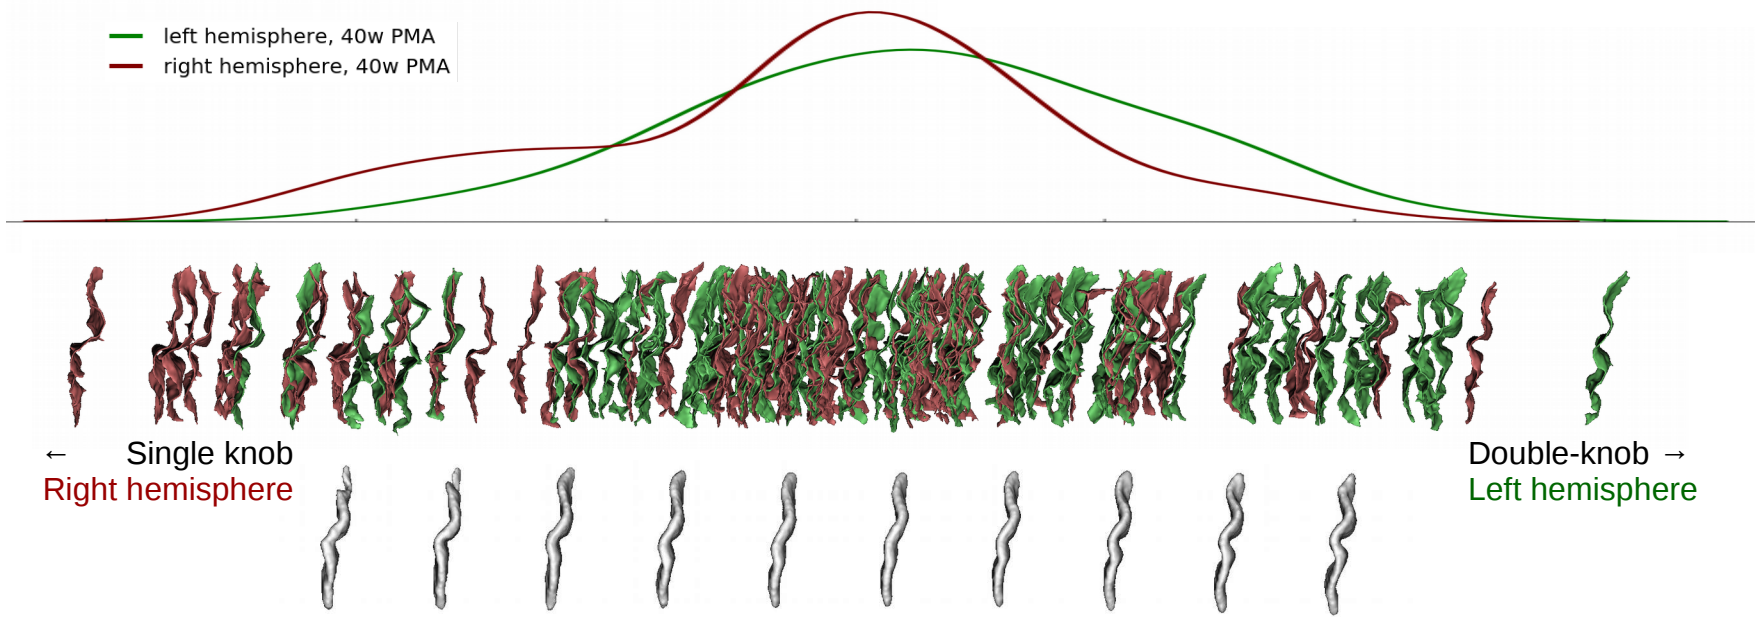 left hemisphere, 40w PMA
right hemisphere, 40w PMA
← Single knob
Right hemisphere
Double-knob →
Left hemisphere